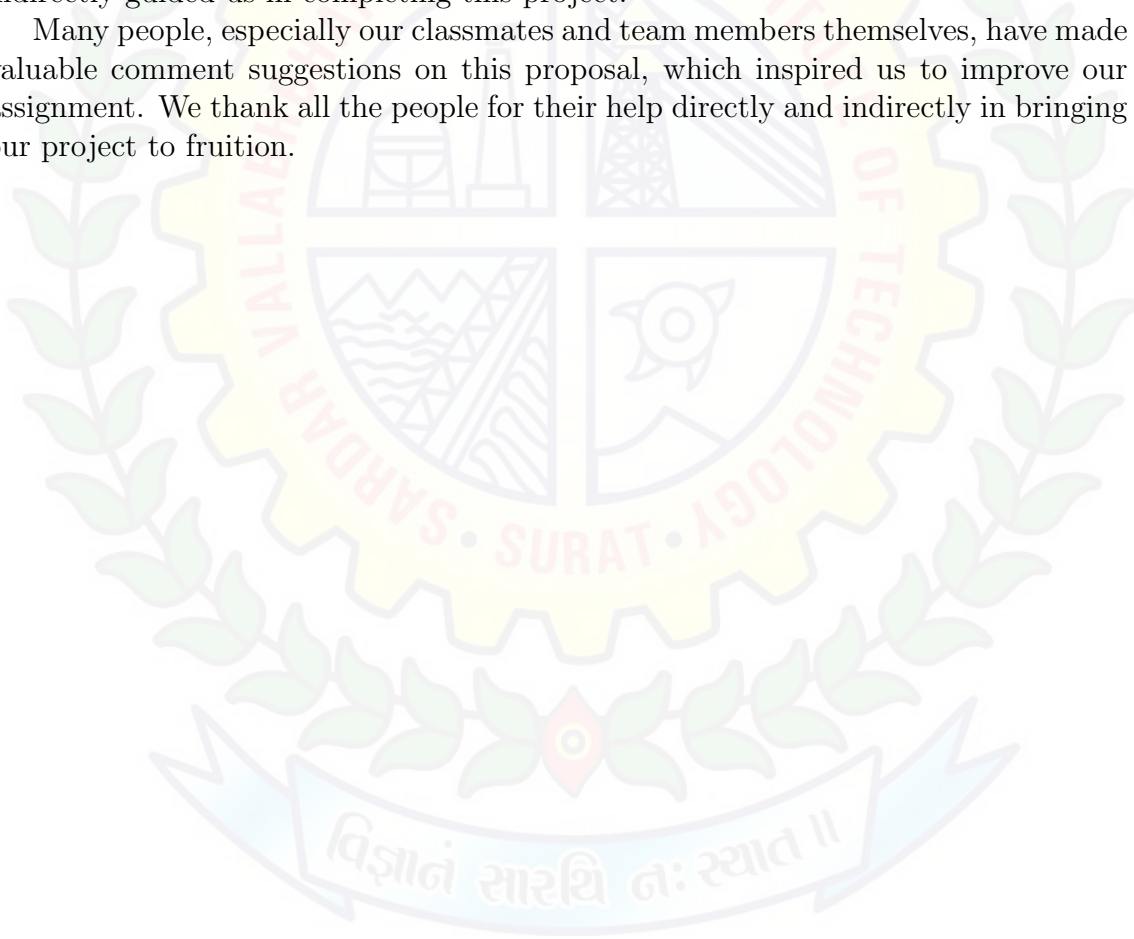 indirectly guided us in completing this project.
Many people, especially our classmates and team members themselves, have made
valuable comment suggestions on this proposal, which inspired us to improve our
assignment. We thank all the people for their help directly and indirectly in bringing
our project to fruition.
SARDAR VALLABH
OF TECHNOLOGY
• SURAT •
વિજ્ઞાનં સારથિ નઃ સ્યાત ॥